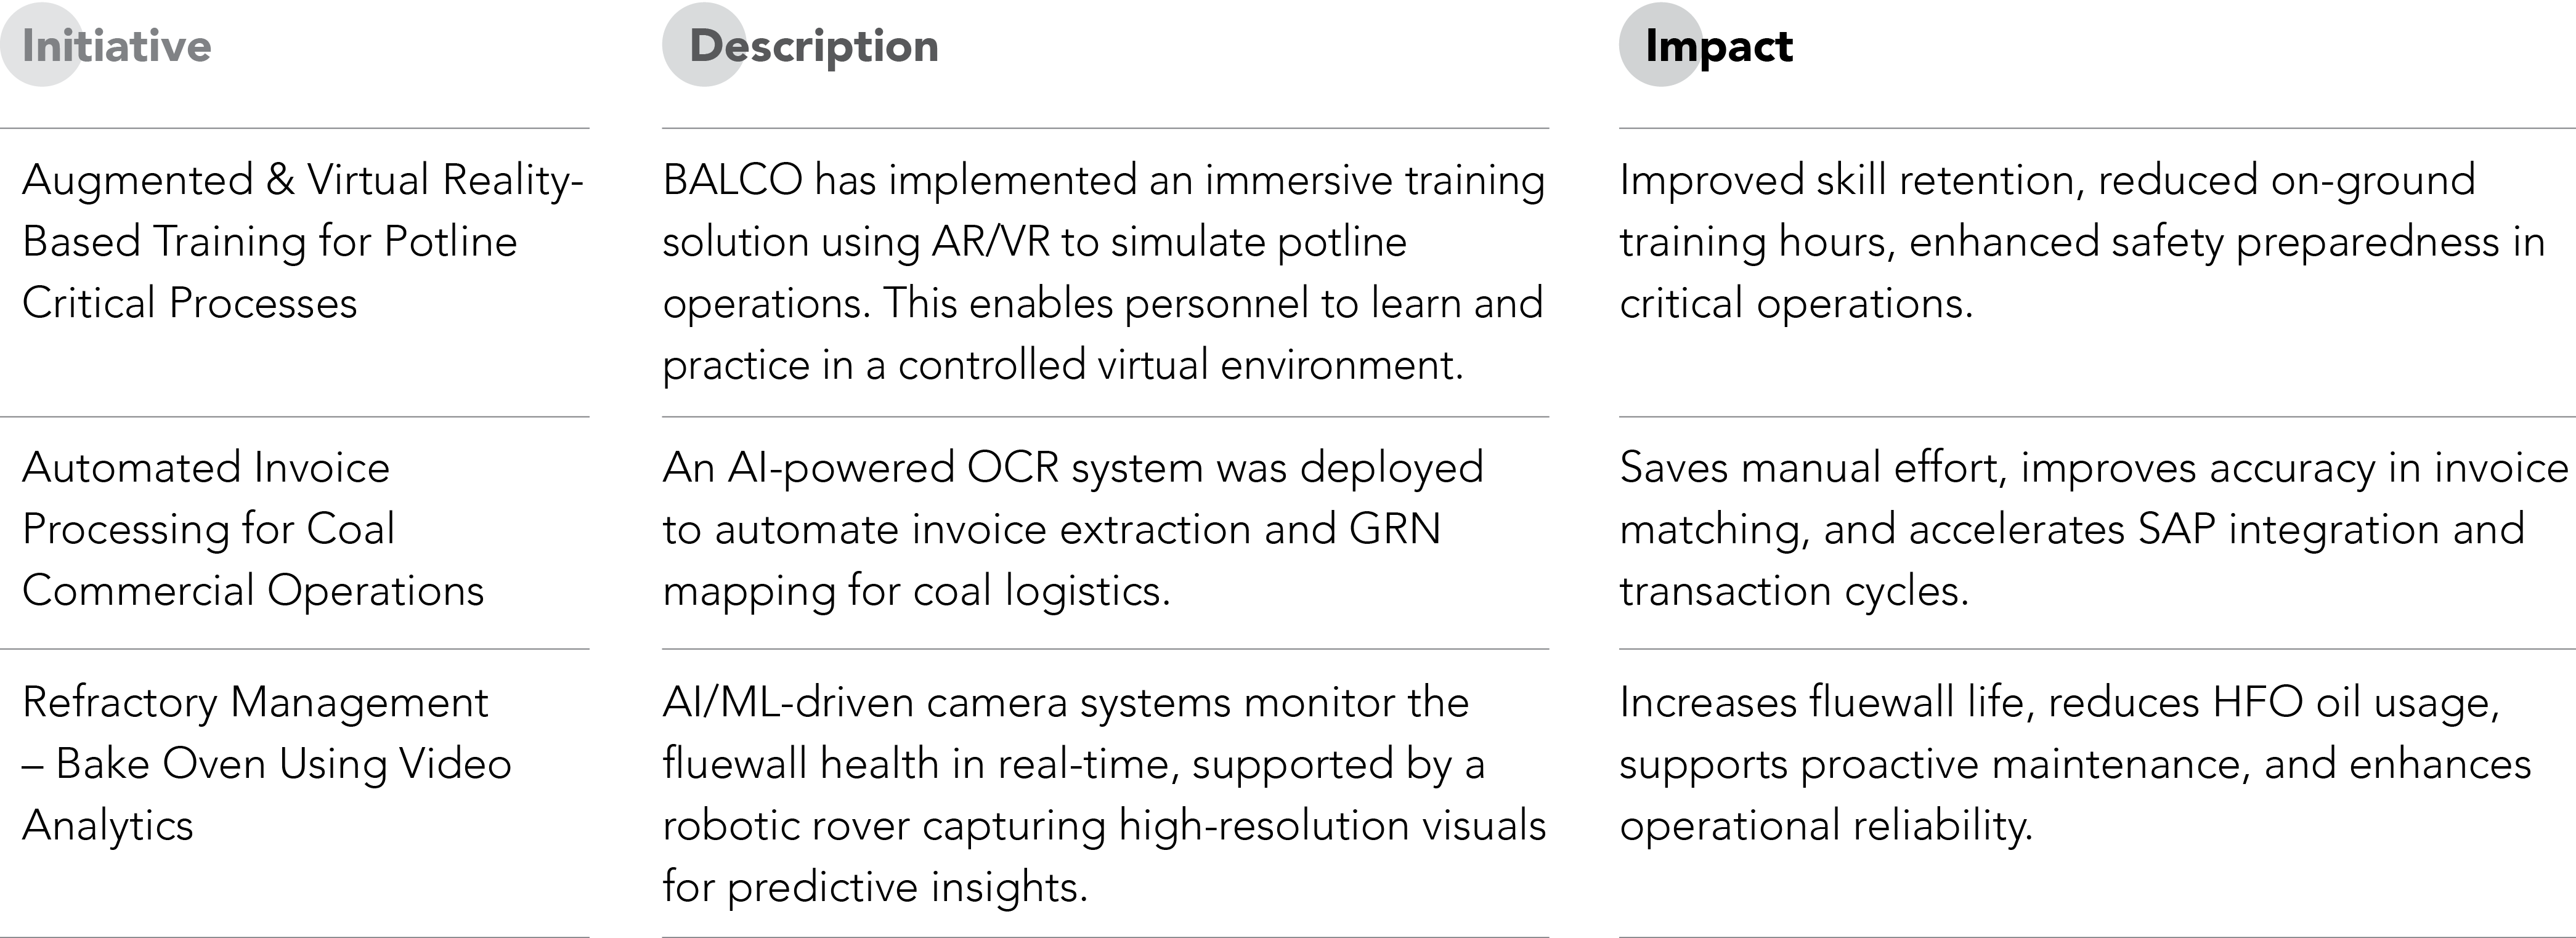 Initiative
Description
Impact
Augmented & Virtual Reality-
Based Training for Potline
Critical Processes
BALCO has implemented an immersive training
solution using AR/VR to simulate potline
operations. This enables personnel to learn and
practice in a controlled virtual environment.
Improved skill retention, reduced on-ground
training hours, enhanced safety preparedness in
critical operations.
Automated Invoice
Processing for Coal
Commercial Operations
An AI-powered OCR system was deployed
to automate invoice extraction and GRN
mapping for coal logistics.
Saves manual effort, improves accuracy in invoice
matching, and accelerates SAP integration and
transaction cycles.
Refractory Management
– Bake Oven Using Video
Analytics
AI/ML-driven camera systems monitor the
fluewall health in real-time, supported by a
robotic rover capturing high-resolution visuals
for predictive insights.
Increases fluewall life, reduces HFO oil usage,
supports proactive maintenance, and enhances
operational reliability.